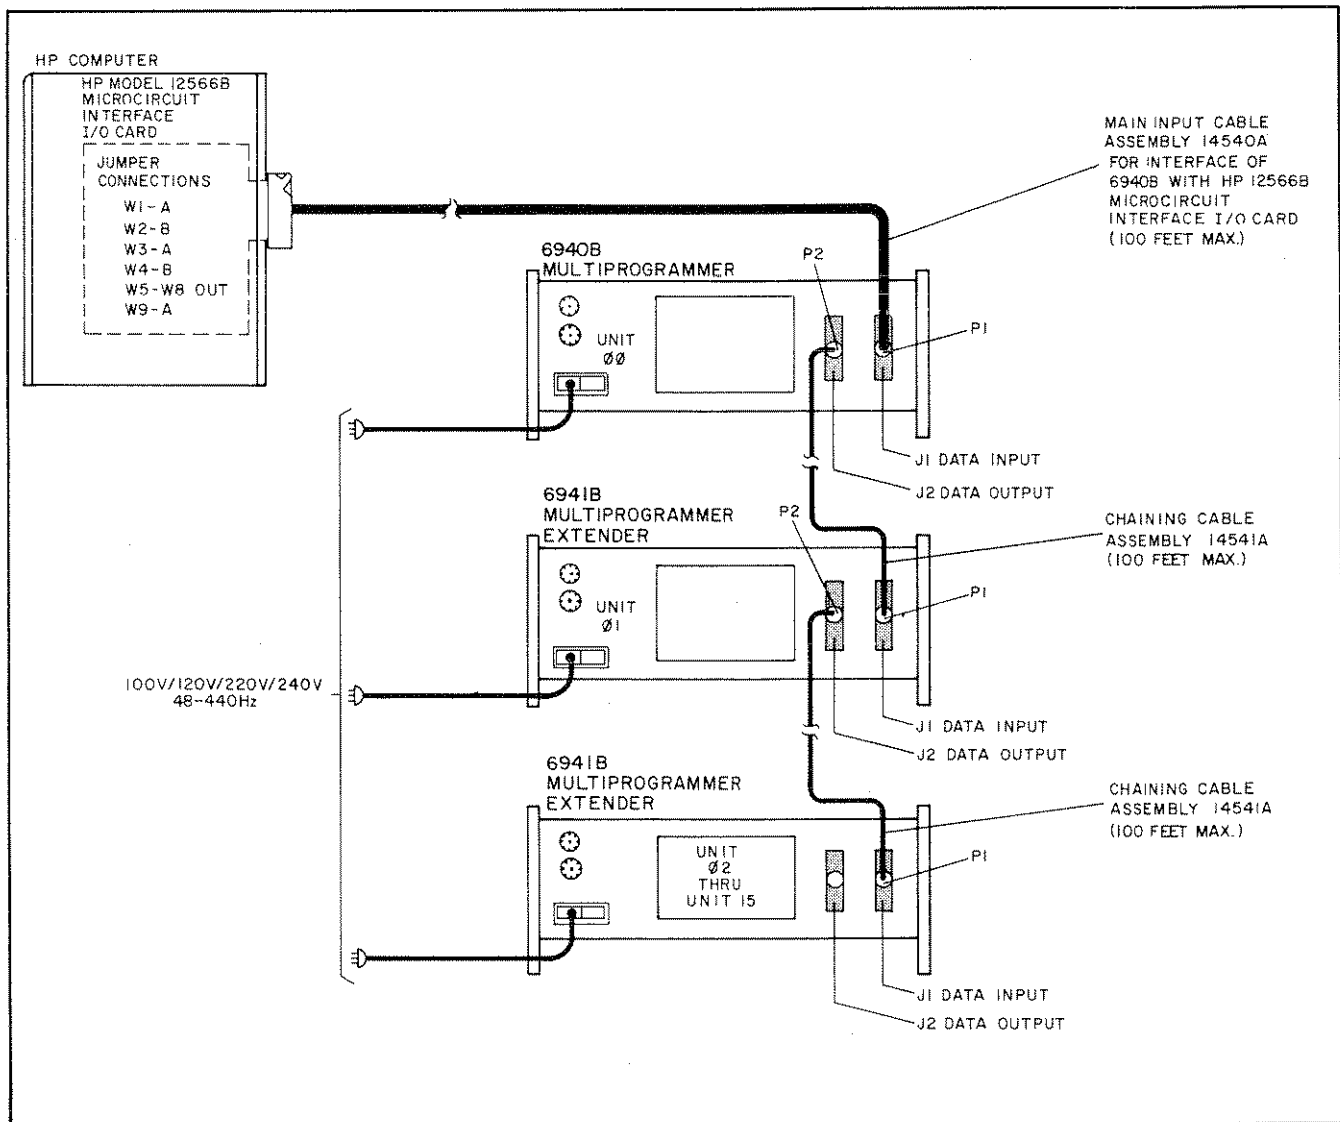 HP COMPUTER
HP MODEL 12566B
MICROCIRCUIT
INTERFACE
I/O CARD
JUMPER
CONNECTIONS
W1-A
W2-B
W3-A
W4-B
W5-W8 OUT
W9-A
MAIN INPUT CABLE
ASSEMBLY 14540A
FOR INTERFACE OF
6940B WITH HP 12566B
MICROCIRCUIT
INTERFACE I/O CARD
(100 FEET MAX.)
6940B
MULTIPROGRAMMER
P2
P1
UNIT
ØØ
J1 DATA INPUT
J2 DATA OUTPUT
6941B
MULTIPROGRAMMER
EXTENDER
P2
CHAINING CABLE
ASSEMBLY 14541A
(100 FEET MAX.)
P1
UNIT
Ø1
100V/120V/220V/240V
48-440Hz
J1 DATA INPUT
J2 DATA OUTPUT
6941B
MULTIPROGRAMMER
EXTENDER
CHAINING CABLE
ASSEMBLY 14541A
(100 FEET MAX.)
P1
UNIT
Ø2
THRU
UNIT 15
J1 DATA INPUT
J2 DATA OUTPUT